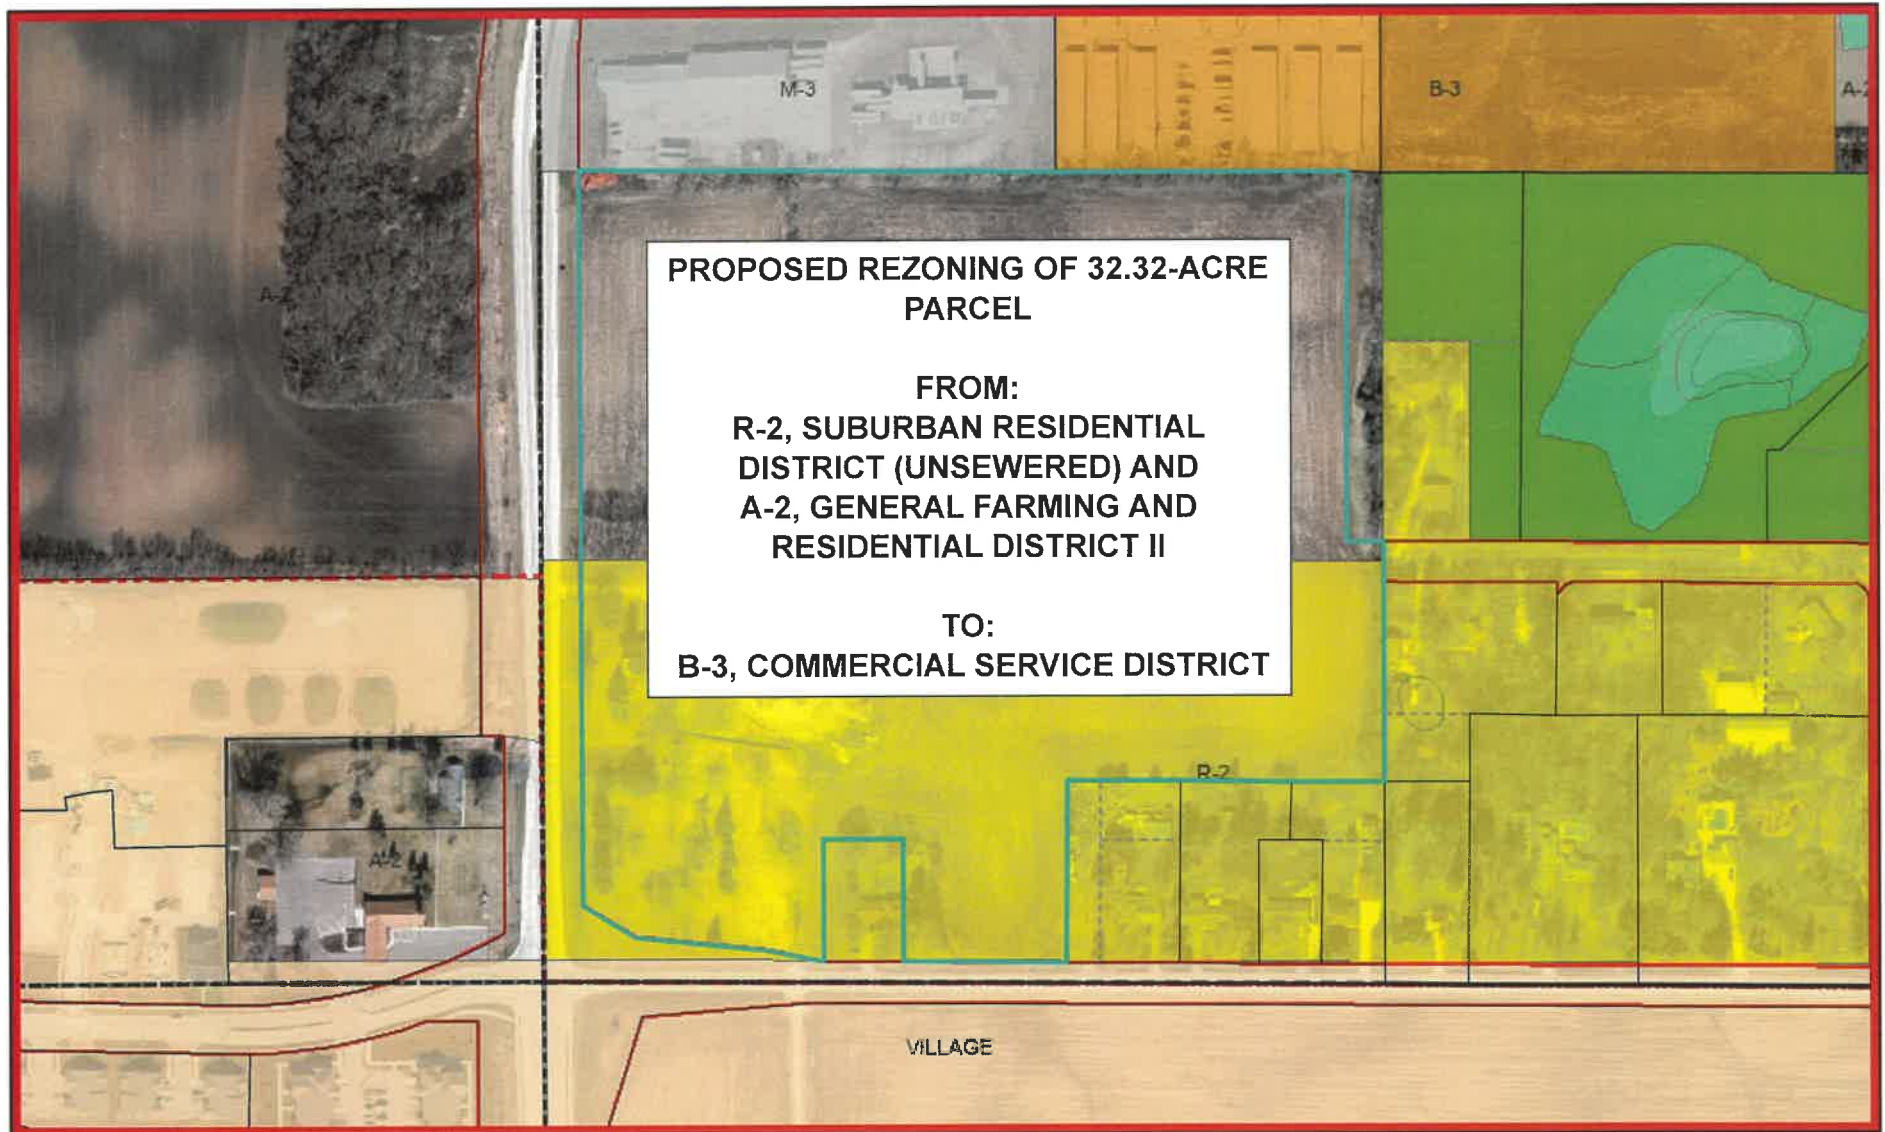 M-3
B-3
A-2
A-2
PROPOSED REZONING OF 32.32-ACRE
PARCEL
FROM:
R-2, SUBURBAN RESIDENTIAL
DISTRICT (UNSEWERED) AND
A-2, GENERAL FARMING AND
RESIDENTIAL DISTRICT II
TO:
B-3, COMMERCIAL SERVICE DISTRICT
R-2
A-2
VILLAGE